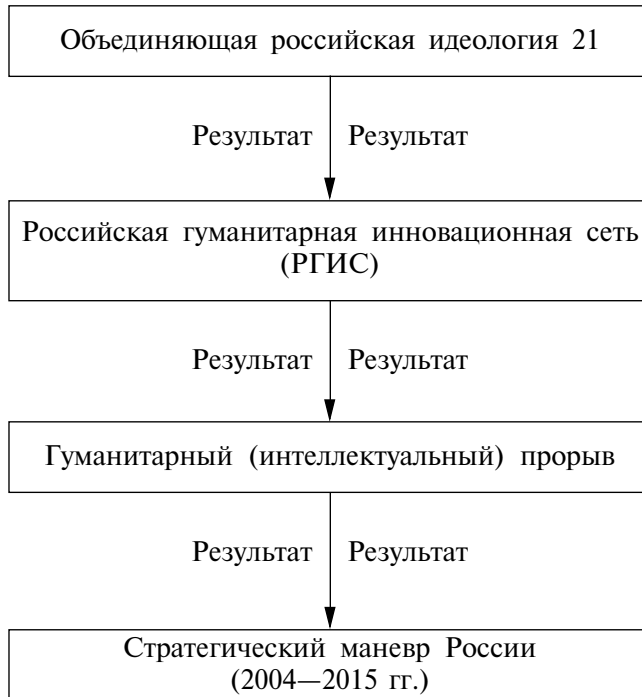 Объединяющая российская идеология 21
Результат Результат
Российская гуманитарная инновационная сеть
(РГИС)
Результат Результат
Гуманитарный (интеллектуальный) прорыв
Результат Результат
Стратегический маневр России
(2004—2015 гг.)